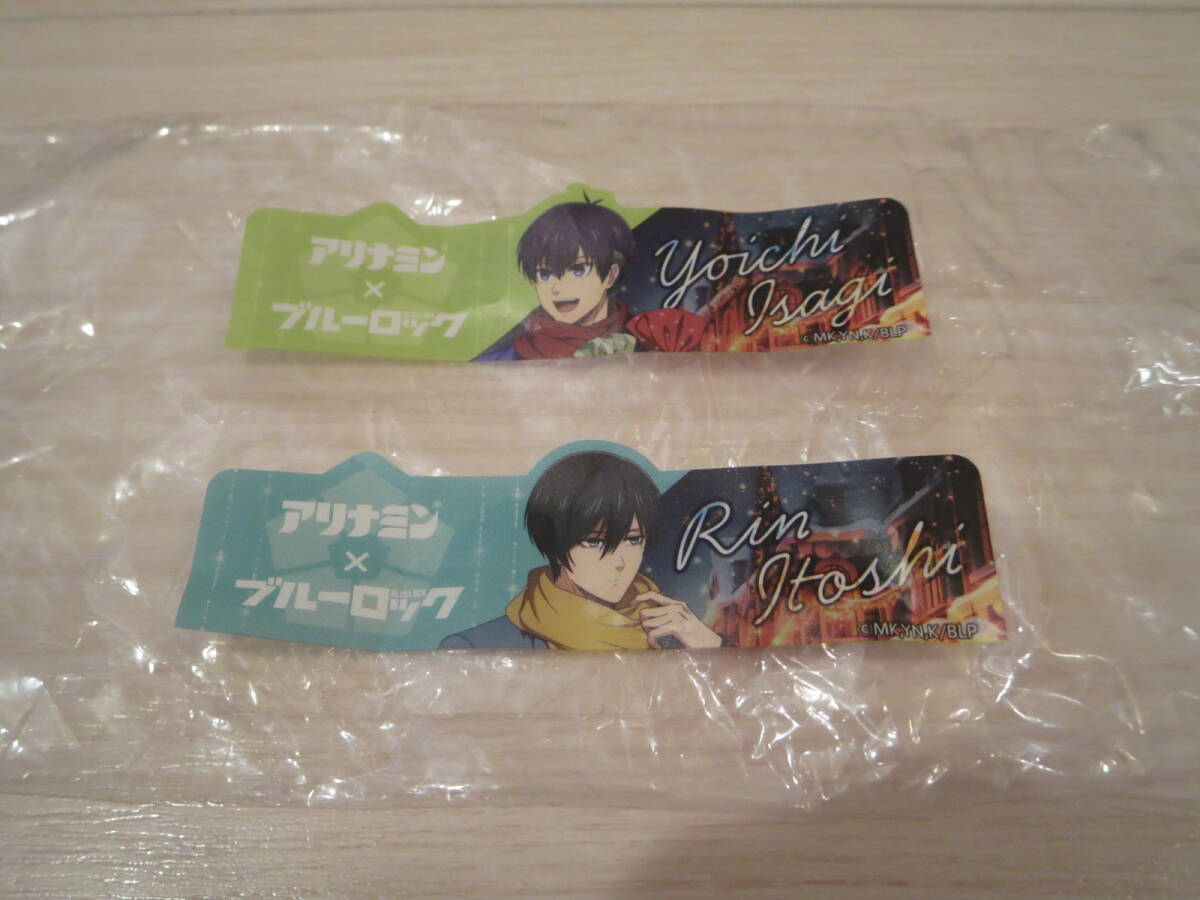 アリナミン
×
ブルーロック
Yoichi
Isagi
©MK,YN,K/BLP
アリナミン
×
ブルーロック
Rin
Itoshi
©MK,YN,K/BLP